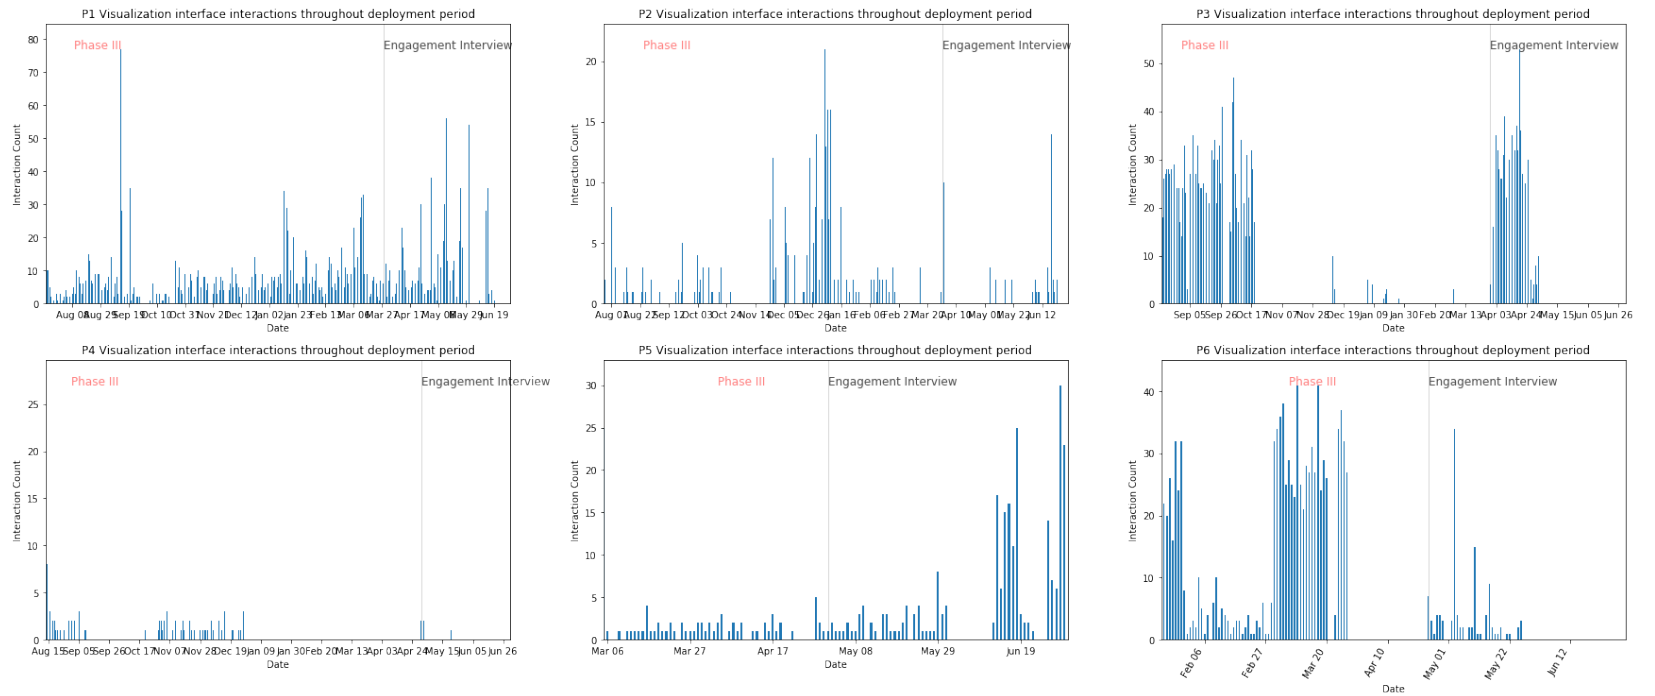 P1 Visualization interface interactions throughout deployment period
Phase III
Engagement Interview
Interaction Count
80
70
60
50
40
30
20
10
0
Aug 08 Aug 29 Sep 19 Oct 10 Oct 31 Nov 21 Dec 12 Jan 02 Jan 23 Feb 13 Mar 06 Mar 27 Apr 17 May 08 May 29 Jun 19
Date
P2 Visualization interface interactions throughout deployment period
Phase III
Engagement Interview
Interaction Count
20
15
10
5
0
Aug 01 Aug 22 Sep 12 Oct 03 Oct 24 Nov 14 Dec 05 Dec 26 Jan 16 Feb 06 Feb 27 Mar 20 Apr 10 May 01 May 22 Jun 12
Date
P3 Visualization interface interactions throughout deployment period
Phase III
Engagement Interview
Interaction Count
50
40
30
20
10
0
Sep 05 Sep 26 Oct 17 Nov 07 Nov 28 Dec 19 Jan 09 Jan 30 Feb 20 Mar 13 Apr 03 Apr 24 May 15 Jun 05 Jun 26
Date
P4 Visualization interface interactions throughout deployment period
Phase III
Engagement Interview
Interaction Count
25
20
15
10
5
0
Aug 15 Sep 05 Sep 26 Oct 17 Nov 07 Nov 28 Dec 19 Jan 09 Jan 30 Feb 20 Mar 13 Apr 03 Apr 24 May 15 Jun 05 Jun 26
Date
P5 Visualization interface interactions throughout deployment period
Phase III
Engagement Interview
Interaction Count
30
25
20
15
10
5
0
Mar 06 Mar 27 Apr 17 May 08 May 29 Jun 19
Date
P6 Visualization interface interactions throughout deployment period
Phase III
Engagement Interview
Interaction Count
40
30
20
10
0
Feb 06 Feb 27 Mar 20 Apr 10 May 01 May 22 Jun 12
Date